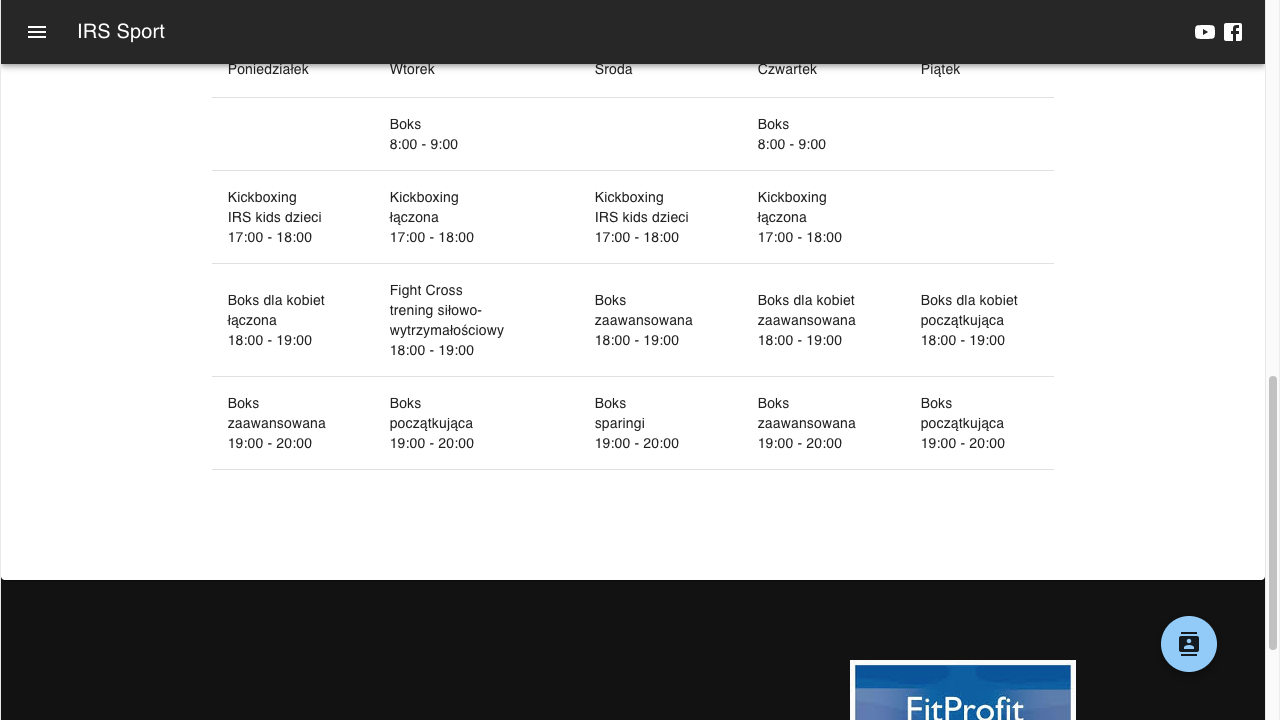 IRS Sport
Poniedziałek Wtorek Środa Czwartek Piątek
Boks Boks
8:00 - 9:00 8:00 - 9:00
Kickboxing Kickboxing Kickboxing Kickboxing
IRS kids dzieci łączona IRS kids dzieci łączona
17:00 - 18:00 17:00 - 18:00 17:00 - 18:00 17:00 - 18:00
Boks dla kobiet
łączona
18:00 - 19:00
Fight Cross
trening siłowo-
wytrzymałościowy
18:00 - 19:00
Boks
zaawansowana
18:00 - 19:00
Boks dla kobiet
zaawansowana
18:00 - 19:00
Boks dla kobiet
początkująca
18:00 - 19:00
Boks Boks Boks Boks Boks
zaawansowana początkująca sparingi zaawansowana początkująca
19:00 - 20:00 19:00 - 20:00 19:00 - 20:00 19:00 - 20:00 19:00 - 20:00
FitProfit